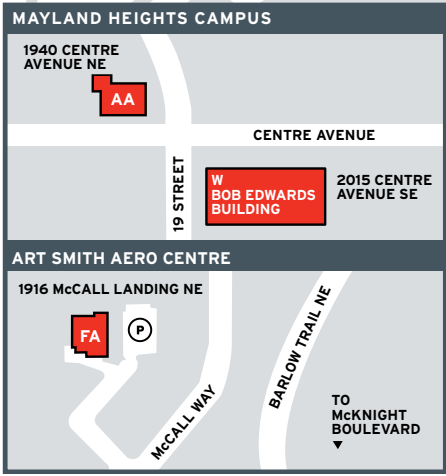 MAYLAND HEIGHTS CAMPUS
1940 CENTRE
AVENUE NE
AA
CENTRE AVENUE
19 STREET
W
BOB EDWARDS
BUILDING
2015 CENTRE
AVENUE SE
ART SMITH AERO CENTRE
1916 McCALL LANDING NE
FA
P
McCALL WAY
BARLOW TRAIL NE
TO
McKNIGHT
BOULEVARD